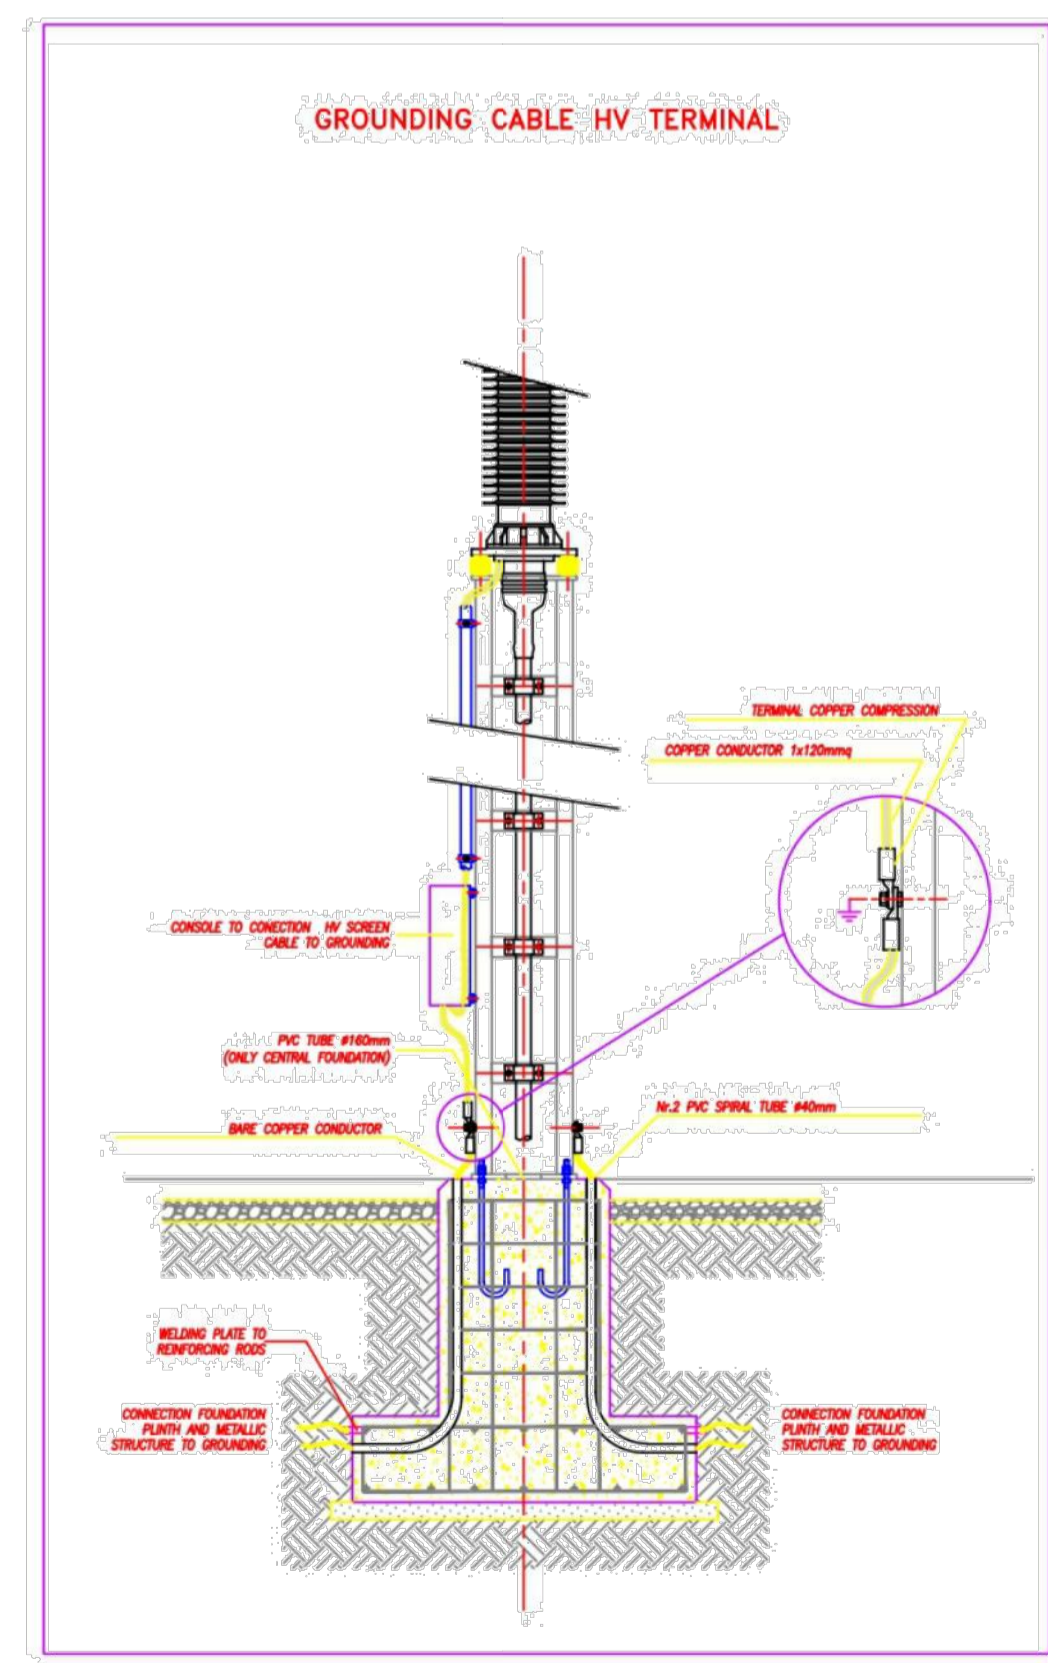 GROUNDING CABLE HV TERMINAL
TERMINAL COPPER COMPRESSION
COPPER CONDUCTOR 1x120mmq
CONSOLE TO CONECTION HV SCREEN
CABLE TO GROUNDING
PVC TUBE ø160mm
(ONLY CENTRAL FOUNDATION)
Nr.2 PVC SPIRAL TUBE ø40mm
BARE COPPER CONDUCTOR
WELDING PLATE TO
REINFORCING RODS
CONNECTION FOUNDATION
PLINTH AND METALLIC
STRUCTURE TO GROUNDING
CONNECTION FOUNDATION
PLINTH AND METALLIC
STRUCTURE TO GROUNDING